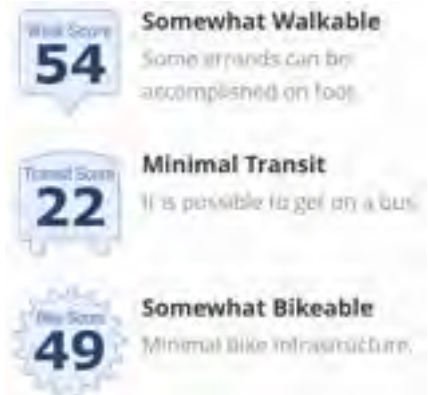 Walk Score
54
Somewhat Walkable
Some errands can be
accomplished on foot.
Transit Score
22
Minimal Transit
It is possible to get on a bus.
Bike Score
49
Somewhat Bikeable
Minimal bike infrastructure.